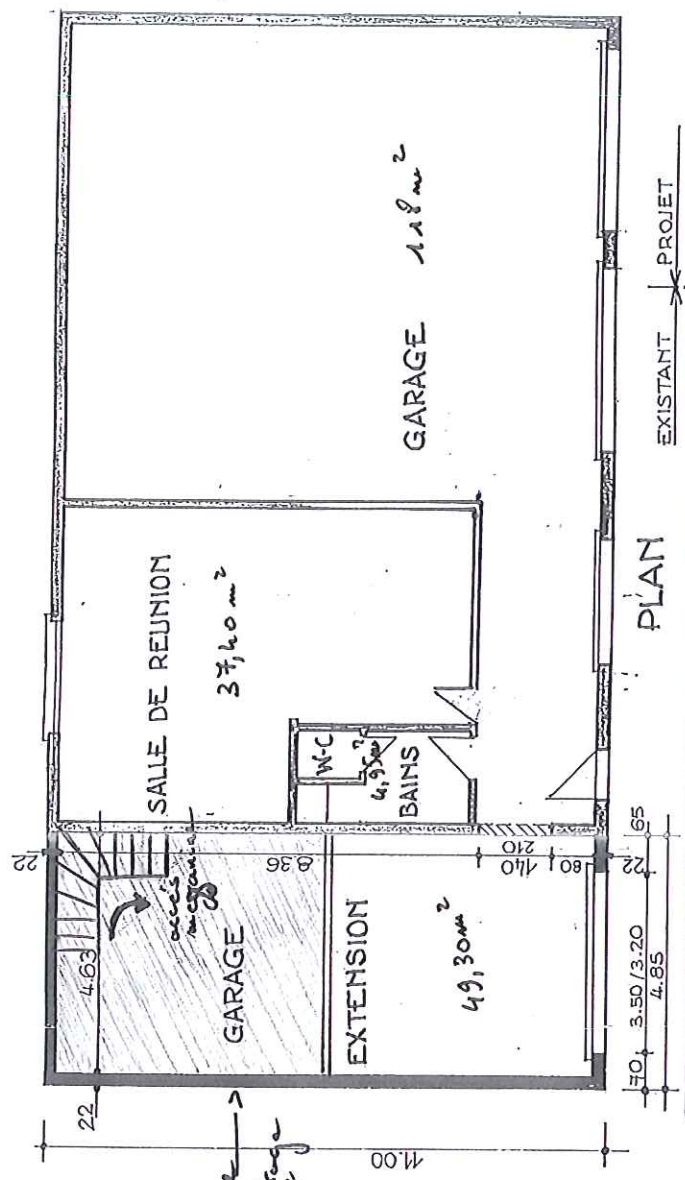 GARAGE 118 m²
SALLE DE REUNION
37,40 m²
W-C
4,95 m²
BAINS
GARAGE
EXTENSION
49,30 m²
accès
22
4.63
22
8.36
210
140
80
22
65
3.50/3.20
70
4.85
11.00
PLAN
EXISTANT
PROJET